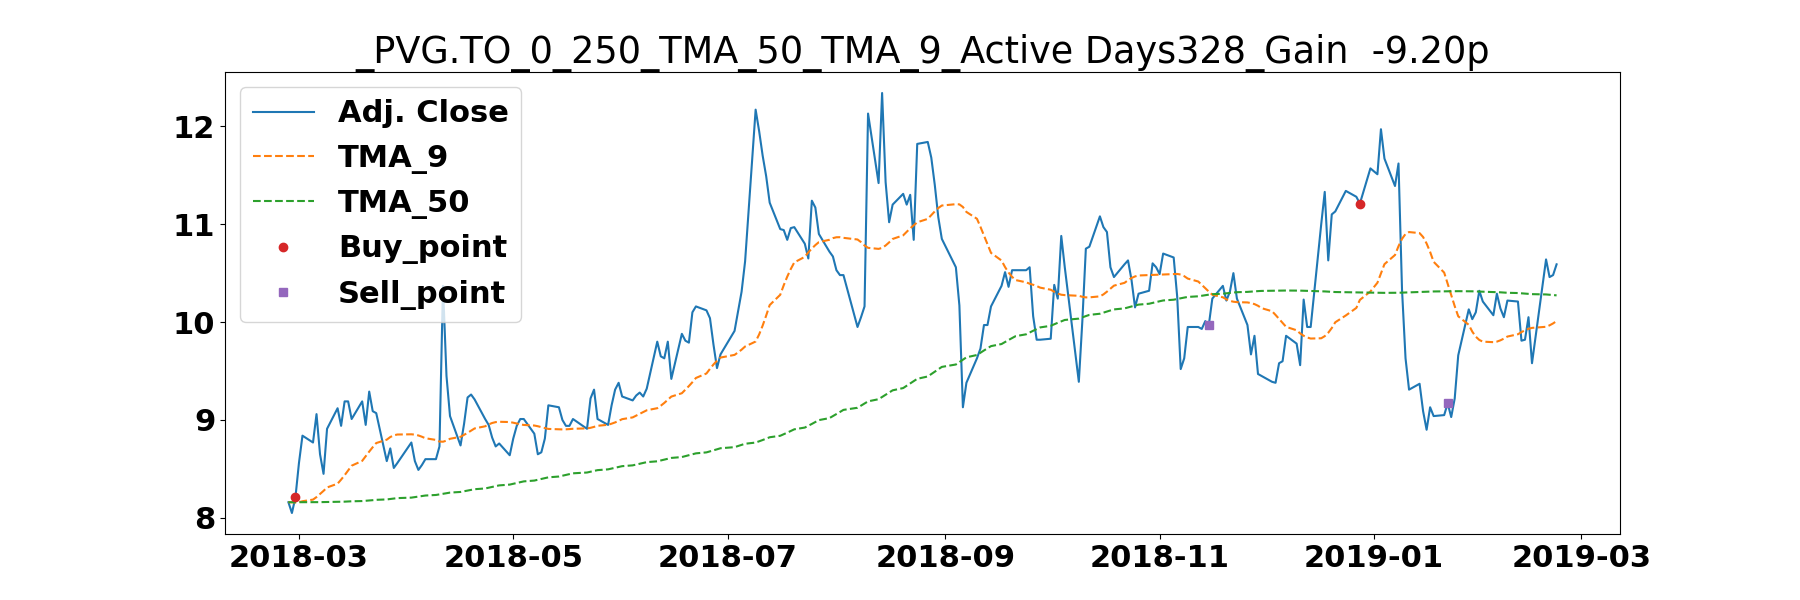 _PVG.TO_0_250_TMA_50_TMA_9_Active Days328_Gain  -9.20p
Adj. Close
TMA_9
TMA_50
Buy_point
Sell_point
12
11
10
9
8
2018-03
2018-05
2018-07
2018-09
2018-11
2019-01
2019-03